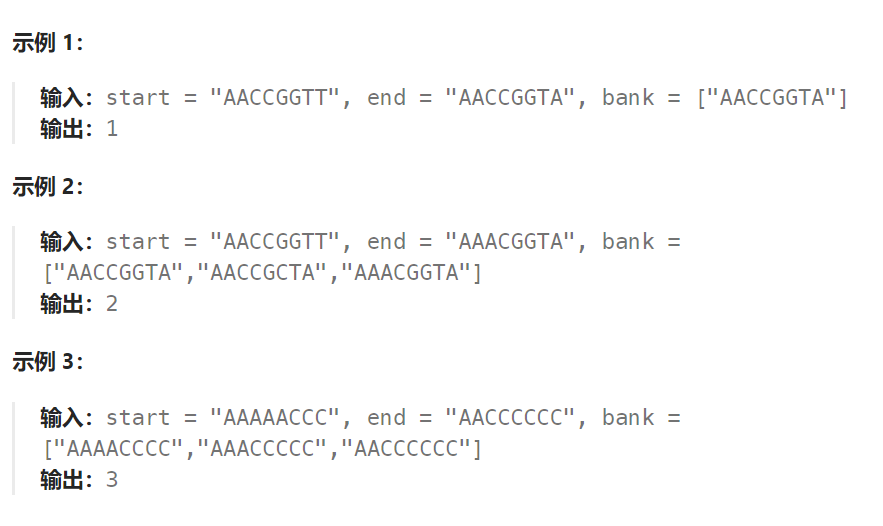 示例 1：
输入：start = "AACCGGTT", end = "AACCGGTA", bank = ["AACCGGTA"]
输出：1
示例 2：
输入：start = "AACCGGTT", end = "AAACGGTA", bank =
["AACCGGTA","AACCGCTA","AAACGGTA"]
输出：2
示例 3：
输入：start = "AAAAACCC", end = "AACCCCCC", bank =
["AAAACCCC","AAACCCCC","AACCCCCC"]
输出：3